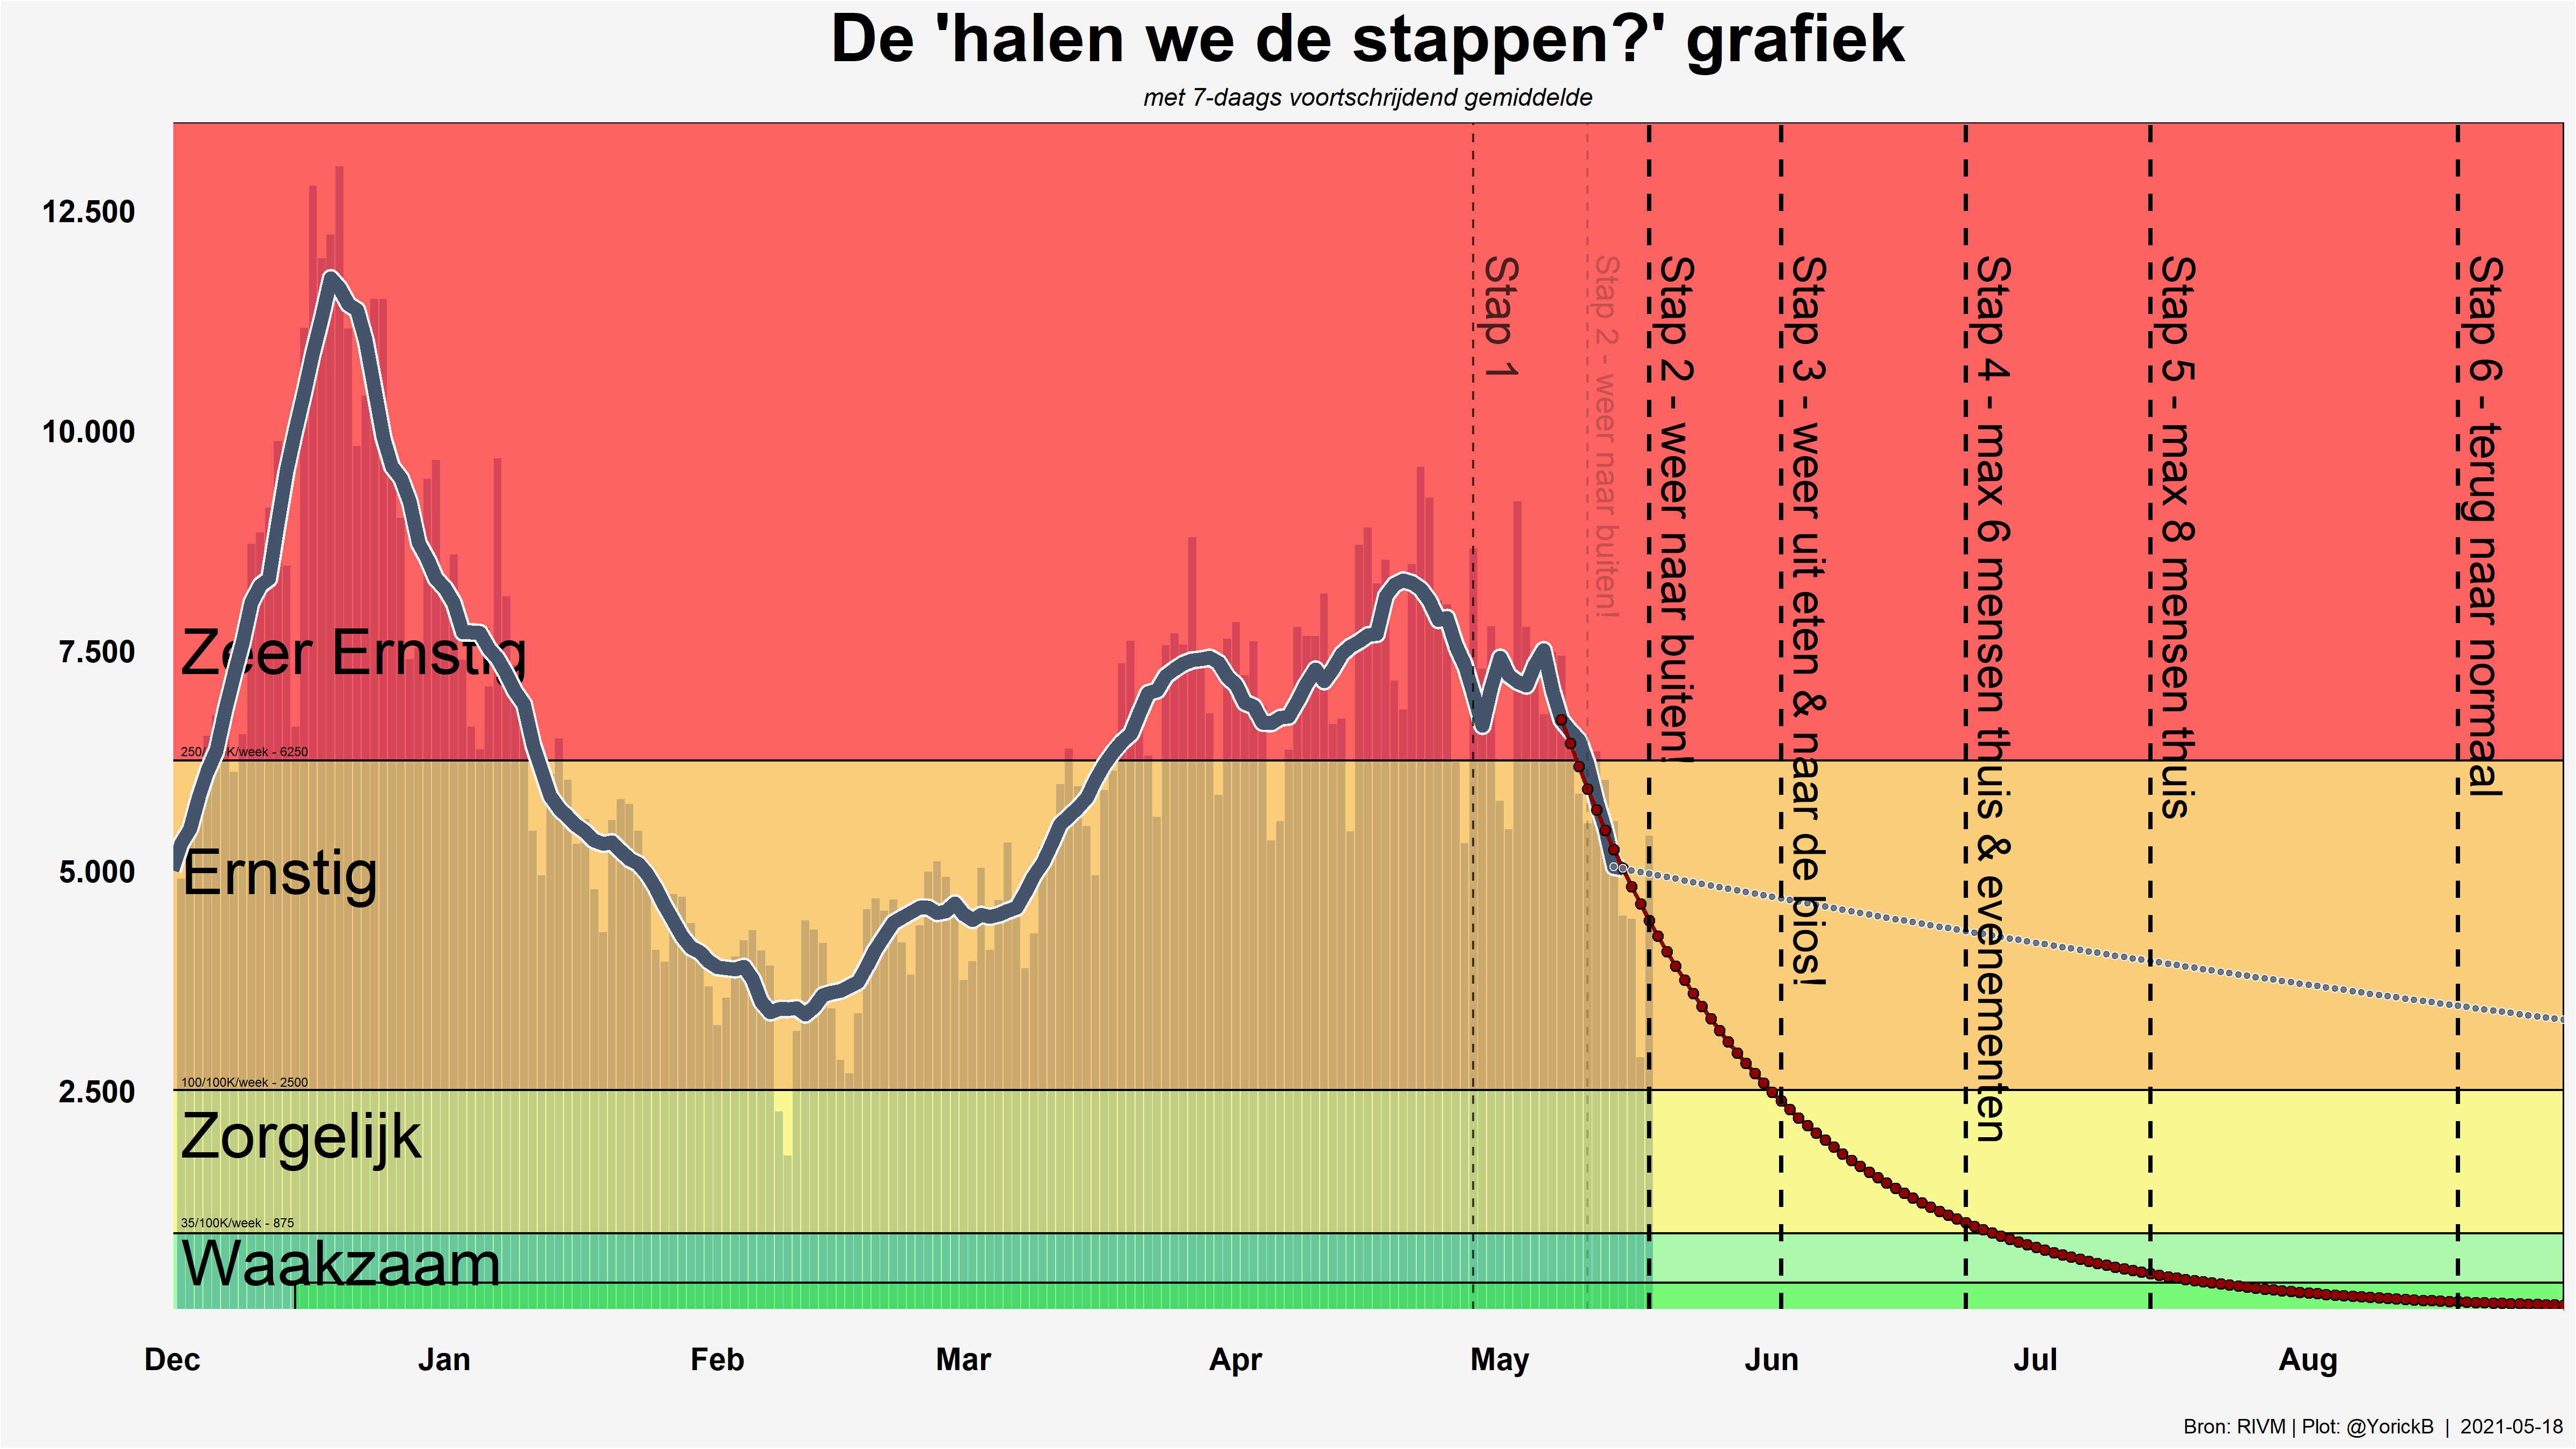 De 'halen we de stappen?' grafiek
met 7-daags voortschrijdend gemiddelde
12.500
10.000
7.500
5.000
2.500
Stap 1
Stap 2 - weer naar buiten!
Stap 2 - weer naar buiten!
Stap 3 - weer uit eten & naar de bios!
Stap 4 - max 6 mensen thuis & evenementen
Stap 5 - max 8 mensen thuis
Stap 6 - terug naar normaal
Zeer Ernstig
250/100K/week - 6250
Ernstig
100/100K/week - 2500
Zorgelijk
35/100K/week - 875
Waakzaam
Dec Jan Feb Mar Apr May Jun Jul Aug
Bron: RIVM | Plot: @YorickB | 2021-05-18